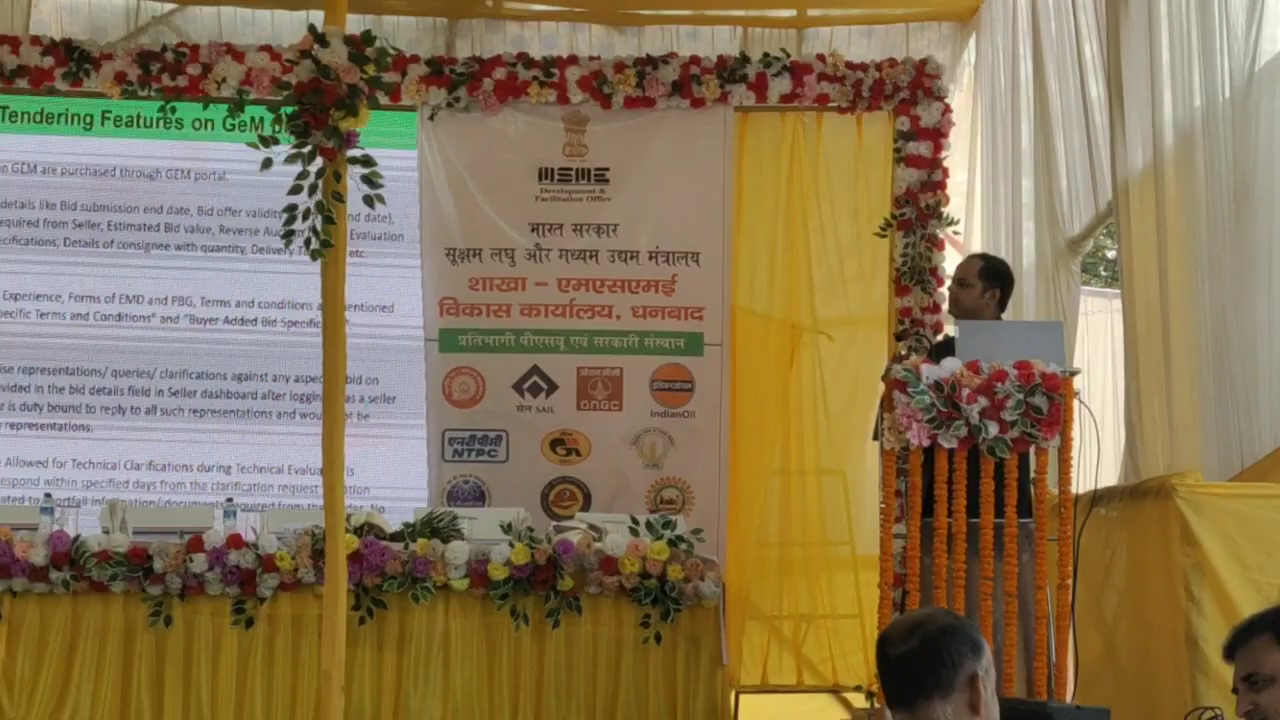 Tendering Features on GeM
n GEM are purchased through GEM portal.
details like Bid submission end date, Bid offer validity nd date),
equired from Seller, Estimated Bid value, Reverse Evaluation
ecifications, Details of consignee with quantity, Delivery etc.
Experience, Forms of EMD and PBG, Terms and conditions entioned
pecific Terms and Conditions" and "Buyer Added Bid Specific
ise representations/ queries/ clarifications against any bid on
vided in the bid details field in Seller dashboard after as a seller
r is duty bound to reply to all such representations and be
representations.
Allowed for Technical Clarifications during Technical is
espond within specified days from the clarification request
MSME
Development &
Facilitation Office
भारत सरकार
सूक्षम लघु और मध्यम उद्यम मंत्रालय
शाखा - एमएसएमई
विकास कार्यालय, धनबाद
प्रतिभागी पीएसयू एवं सरकारी संस्थान
सेल SAIL
ओएनजीसी
ONGC
इंडियनऑयल
IndianOil
एनटीपीसी
NTPC